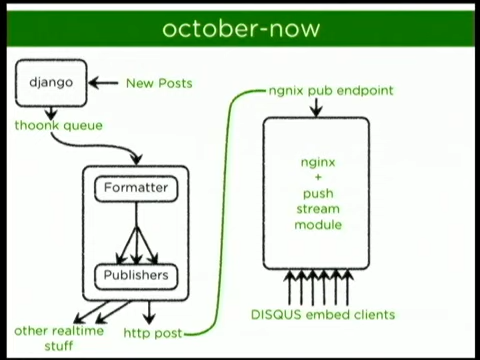 october-now
django
New Posts
thoonk queue
Formatter
Publishers
other realtime
stuff
http post
ngnix pub endpoint
nginx
+
push
stream
module
DISQUS embed clients